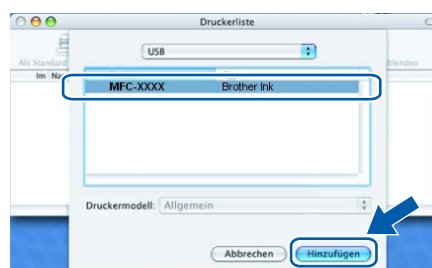 Druckerliste
USB
Als Standard
blenden
Im Na
MFC-XXXX Brother Ink
Druckermodell: Allgemein
Abbrechen Hinzufügen